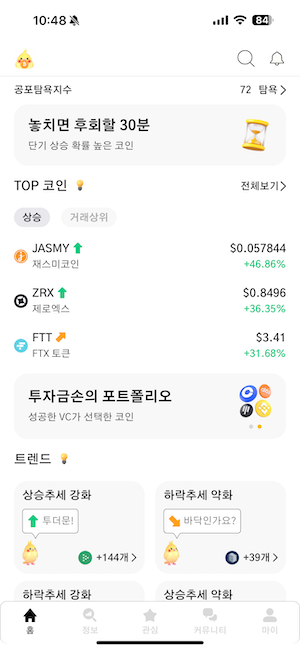 10:48
84
공포탐욕지수 72 탐욕
놓치면 후회할 30분
단기 상승 확률 높은 코인
TOP 코인 전체보기
상승 거래상위
JASMY $0.057844
재스미코인 +46.86%
ZRX $0.8496
제로엑스 +36.35%
FTT $3.41
FTX 토큰 +31.68%
투자금손의 포트폴리오
성공한 VC가 선택한 코인
트렌드
상승추세 강화 하락추세 약화
투더문! 바닥인가요?
+144개 +39개
하락추세 강화 상승추세 약화
홈 정보 관심 커뮤니티 마이